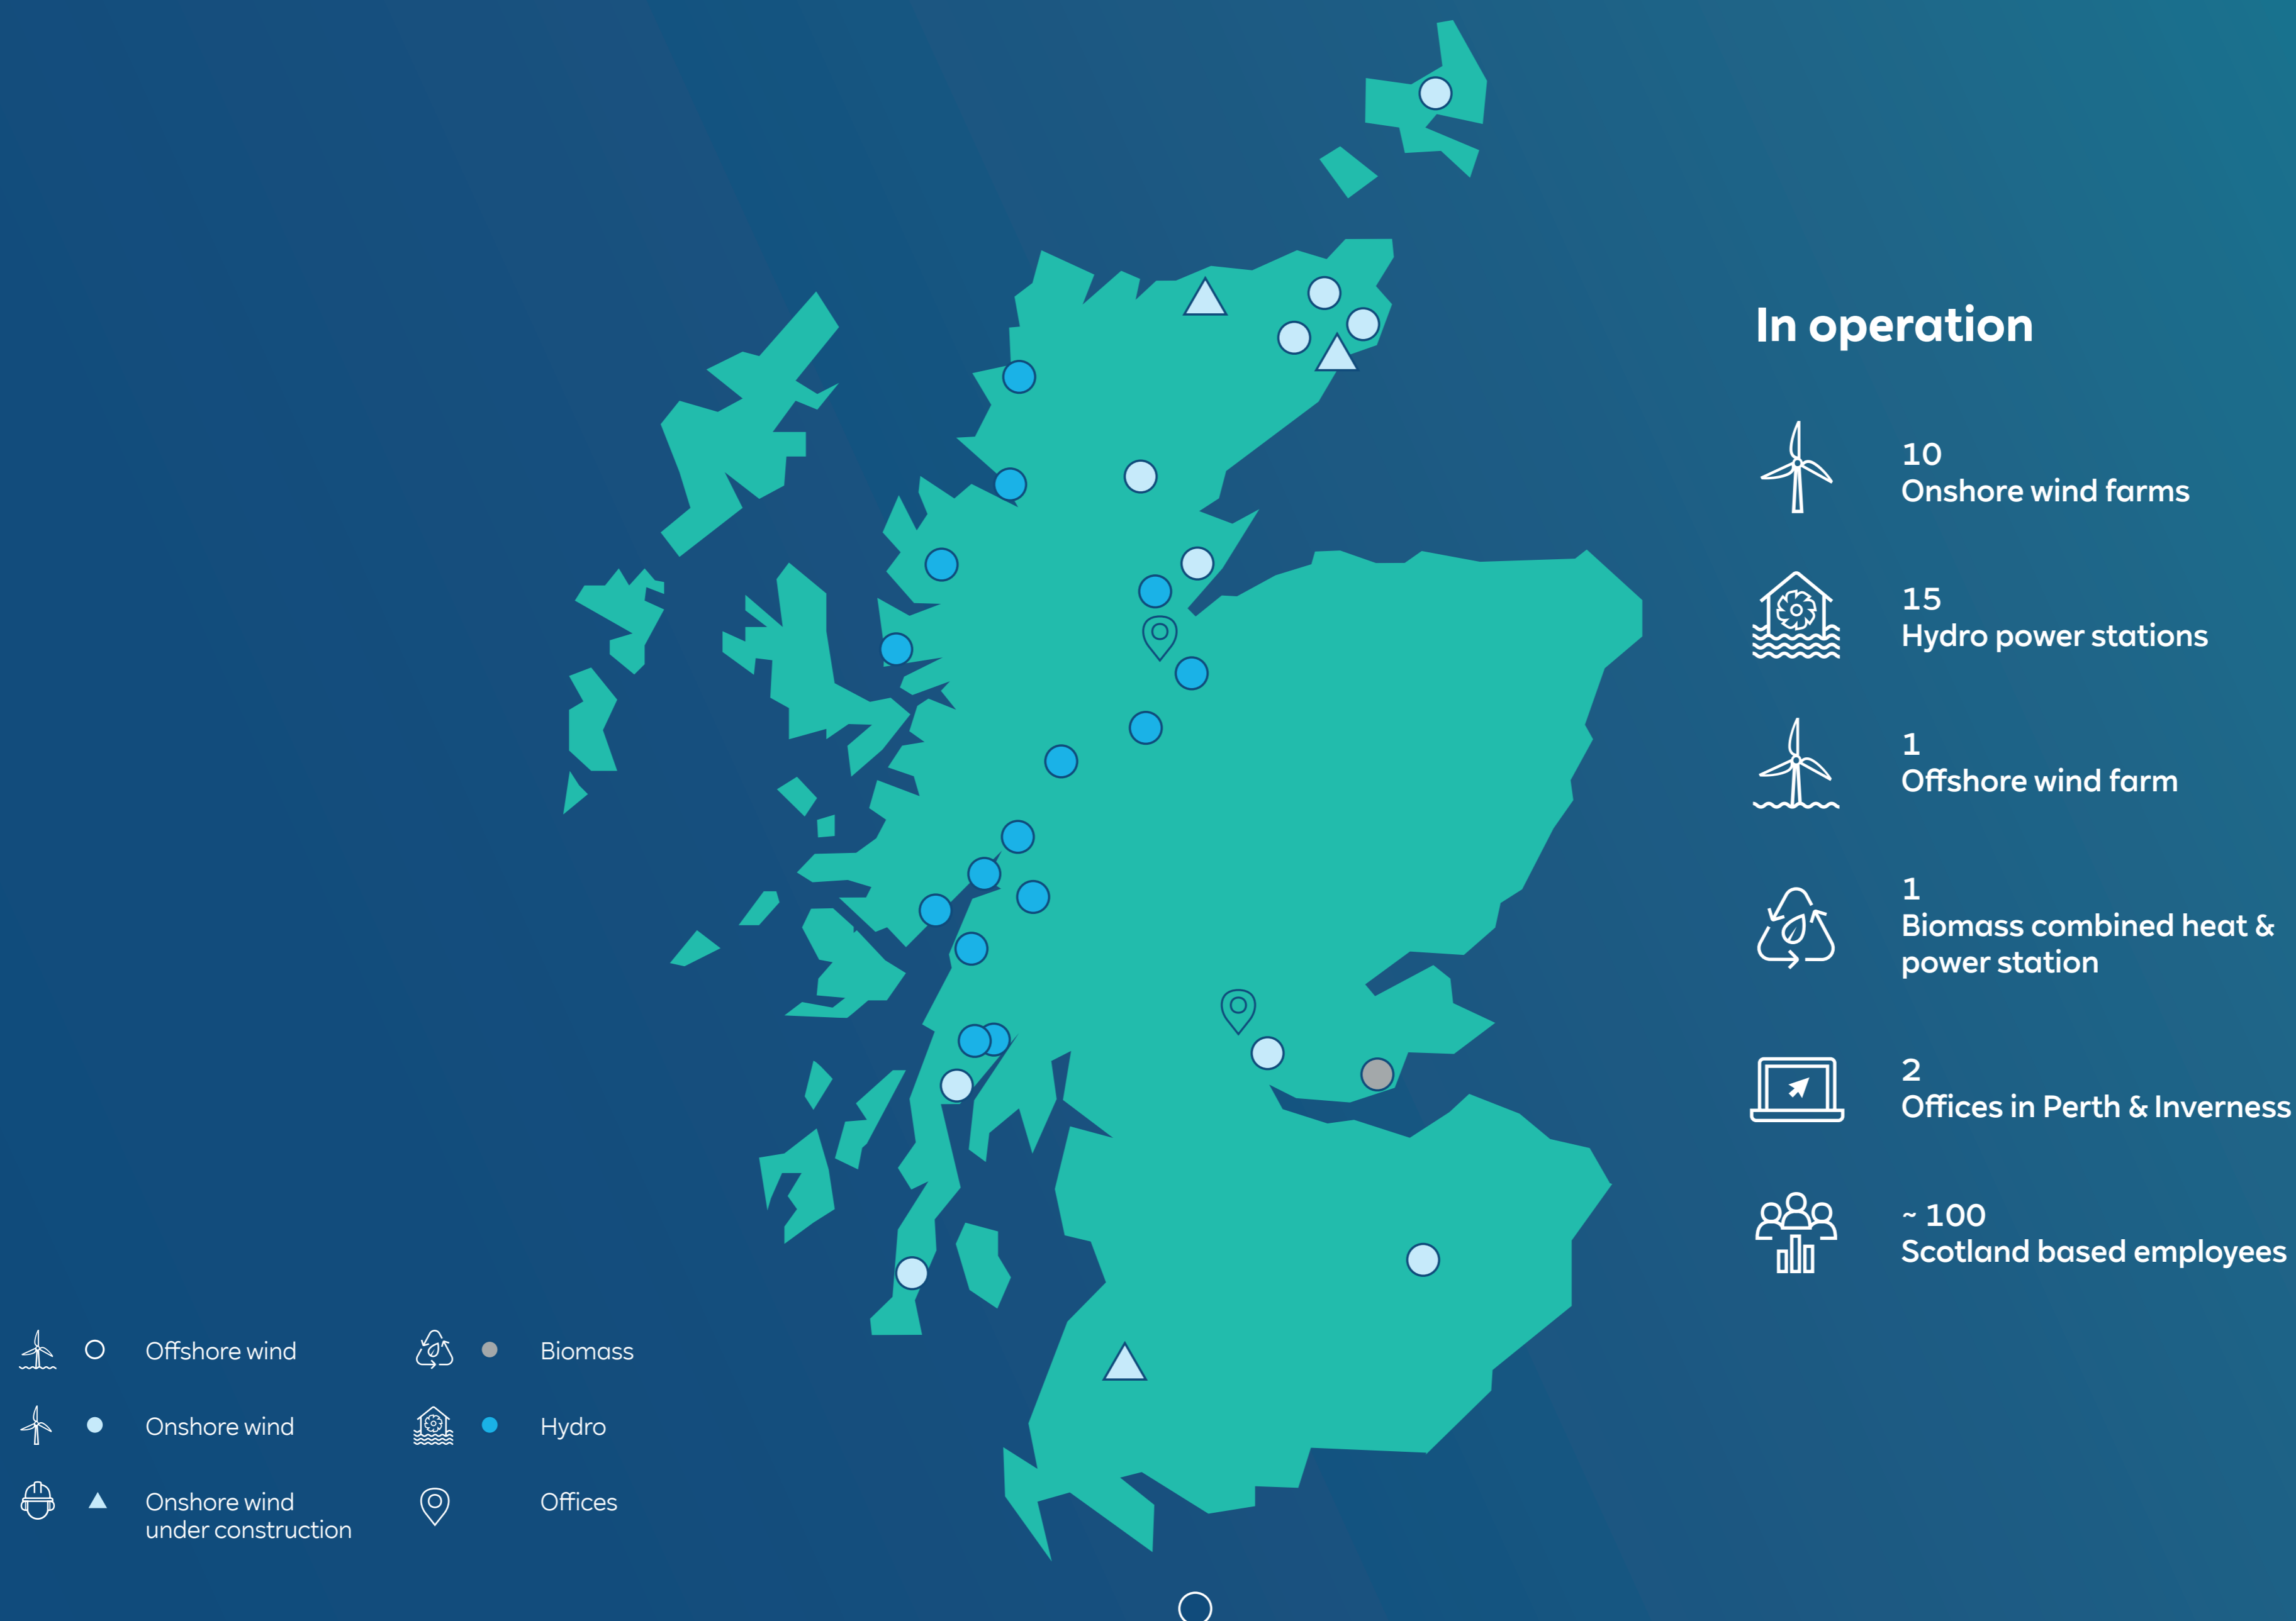 In operation
10
Onshore wind farms
15
Hydro power stations
1
Offshore wind farm
1
Biomass combined heat &
power station
2
Offices in Perth & Inverness
~ 100
Scotland based employees
Offshore wind
Onshore wind
Onshore wind
under construction
Biomass
Hydro
Offices